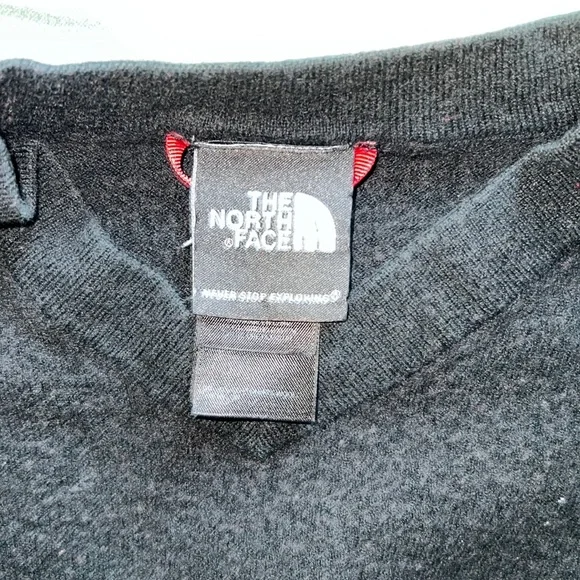 THE
NORTH
®FACE
NEVER STOP EXPLORING®